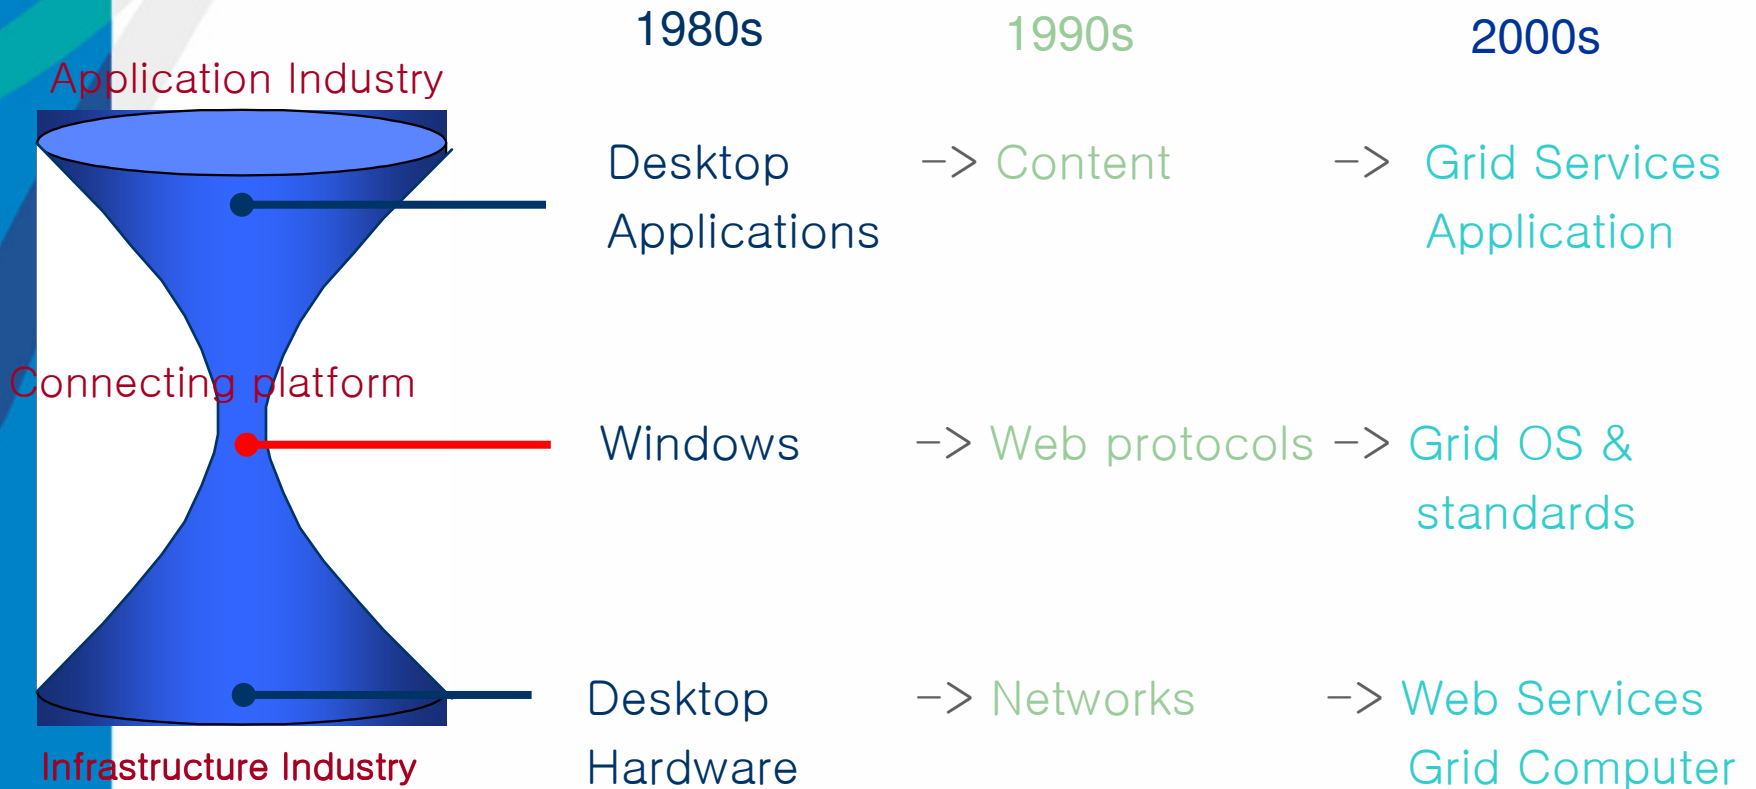 1980s 1990s 2000s
Application Industry
Desktop -> Content -> Grid Services
Applications Application
Connecting platform
Windows -> Web protocols -> Grid OS &
standards
Desktop -> Networks -> Web Services
Infrastructure Industry Hardware Grid Computer